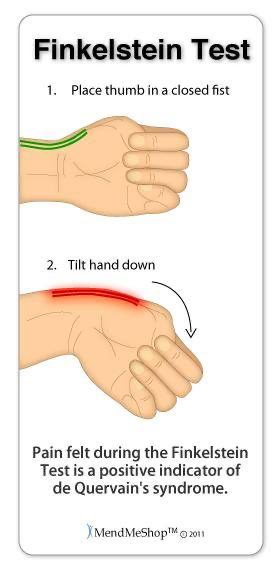 Finkelstein Test
1. Place thumb in a closed fist
2. Tilt hand down
Pain felt during the Finkelstein
Test is a positive indicator of
de Quervain's syndrome.
MendMeShop™ © 2011